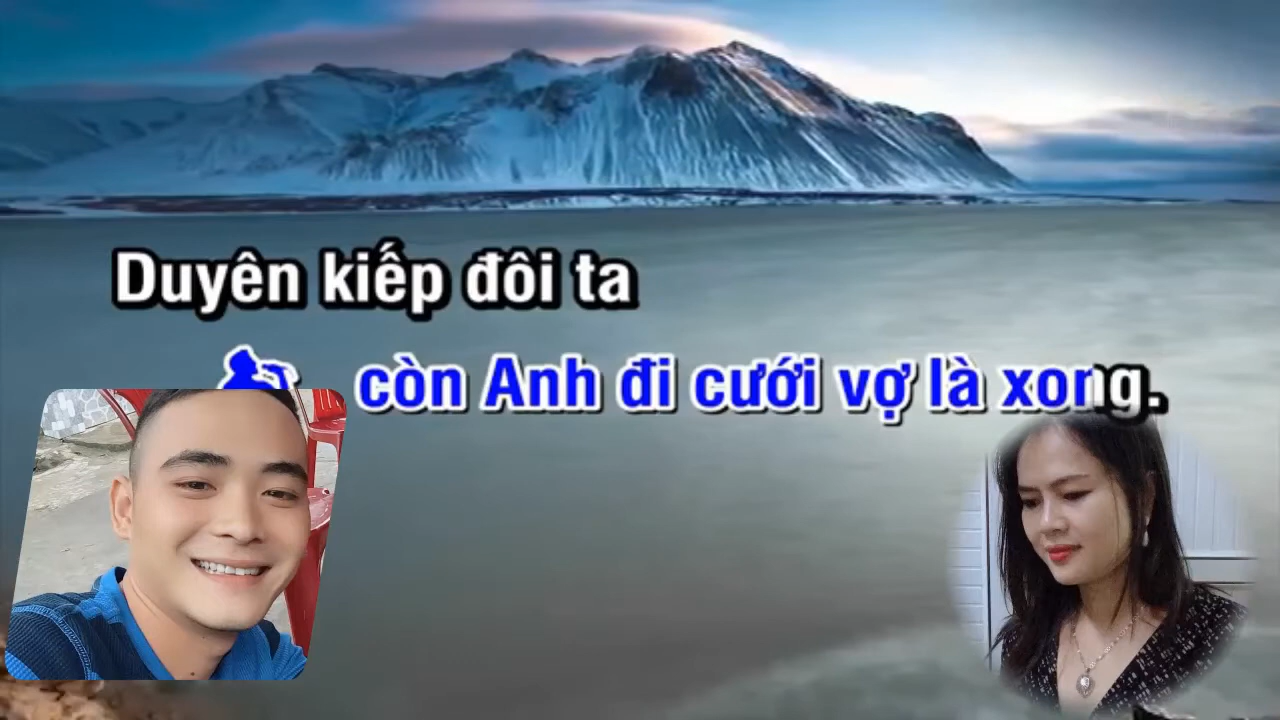 Duyên kiếp đôi ta
còn Anh đi cưới vợ là xong.